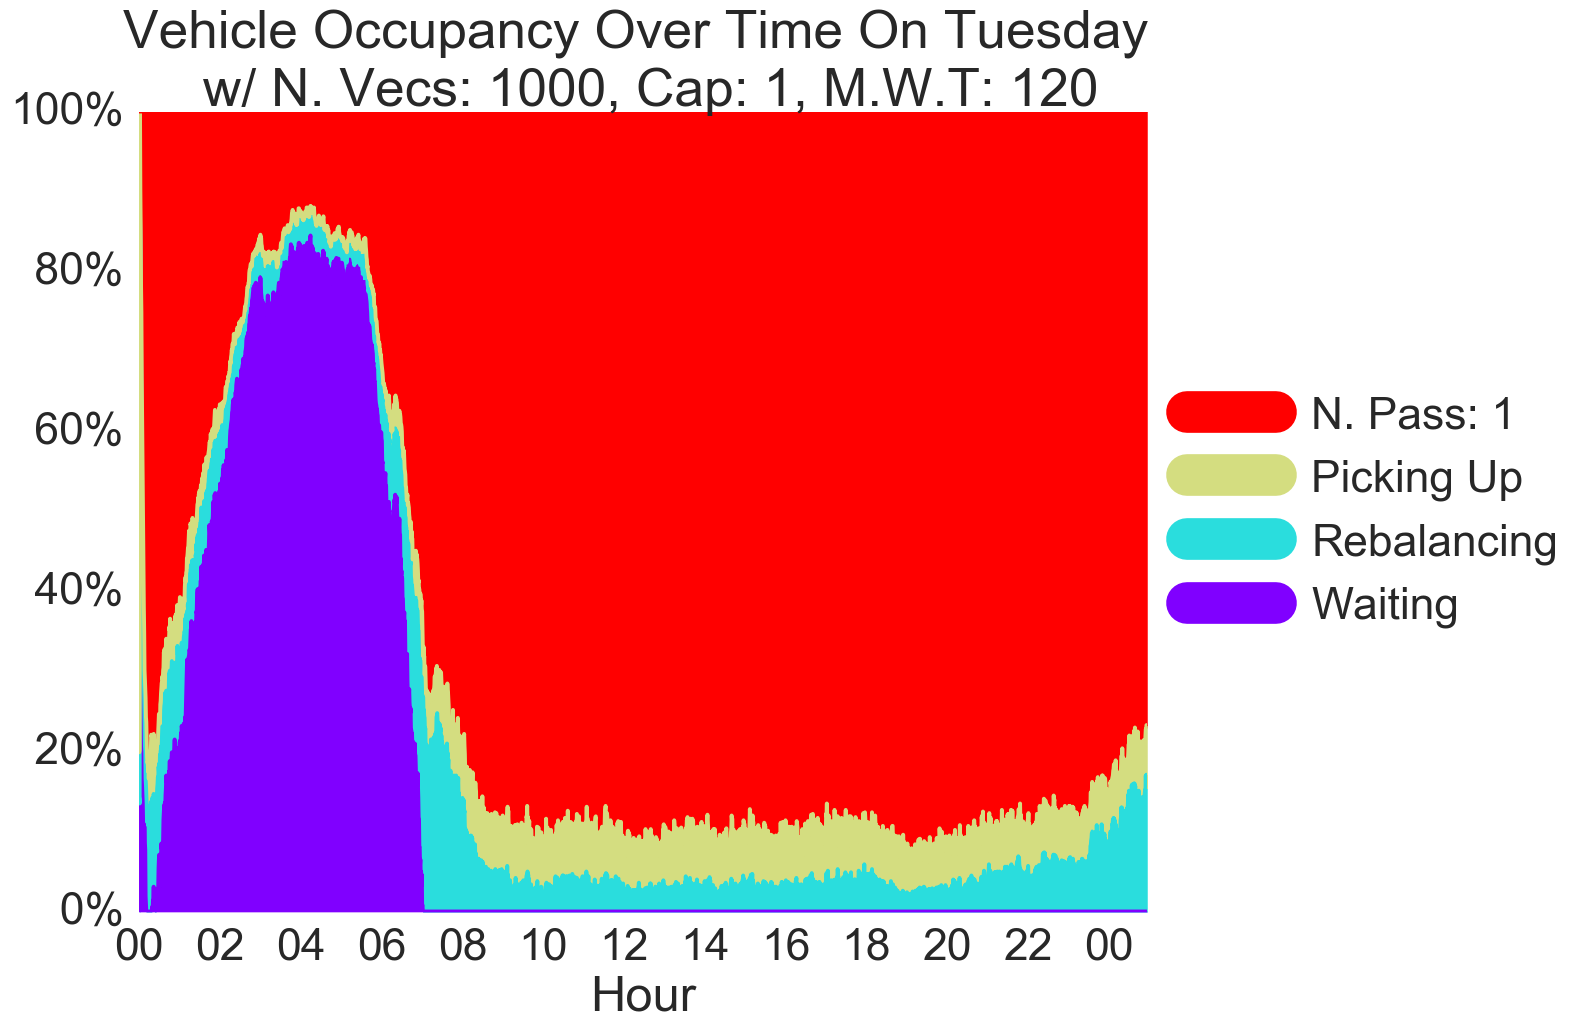 Vehicle Occupancy Over Time On Tuesday
w/ N. Vecs: 1000, Cap: 1, M.W.T: 120
100%
80%
60%
40%
20%
0%
00 02 04 06 08 10 12 14 16 18 20 22 00
Hour
N. Pass: 1
Picking Up
Rebalancing
Waiting